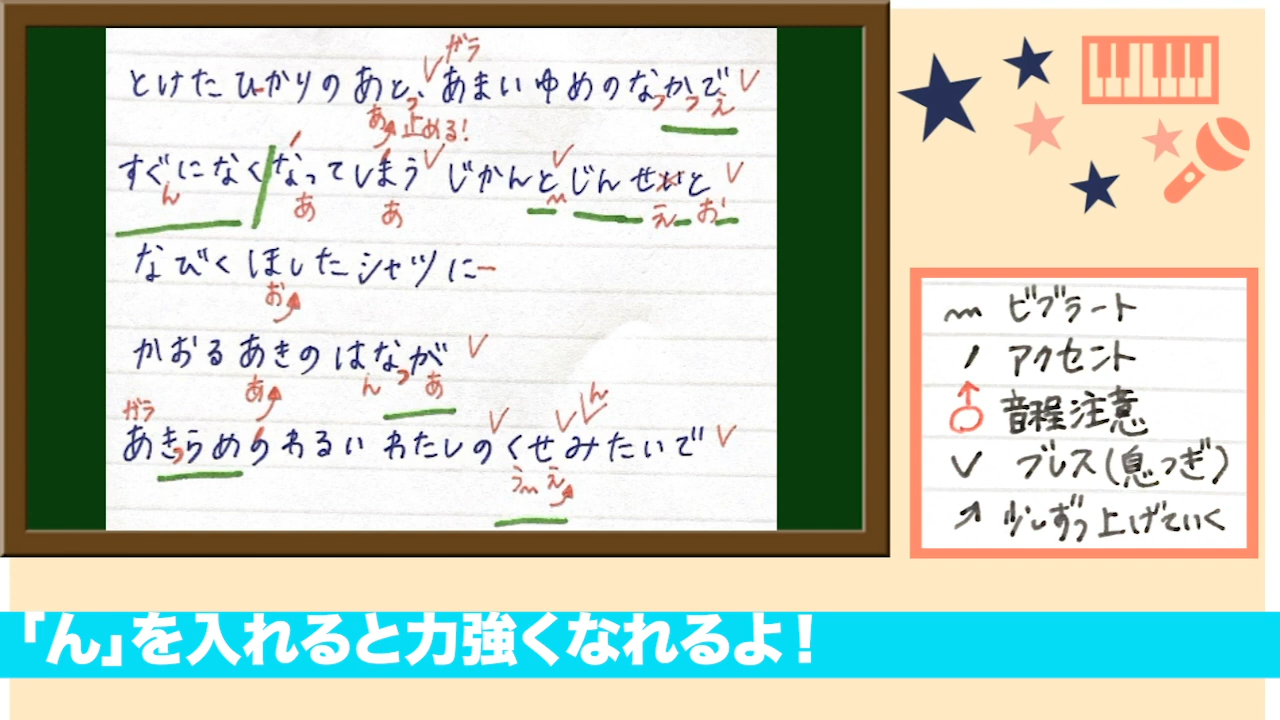 ガラ
とけたひかりのあと、あまいゆめのなかで
っ っ っ え
あ 止める!
すぐになくなってしまう じかんとじんせいと
ん あ あ え お
なびくほしたシャツにー
お
かおるあきのはなが
あ ん っ あ
ガラ ん
あきらめのわるい わたしのくせみたいで
っ う え
ビブラート
アクセント
音程注意
ブレス(息つぎ)
少しずつ上げていく
「ん」を入れると力強くなれるよ!